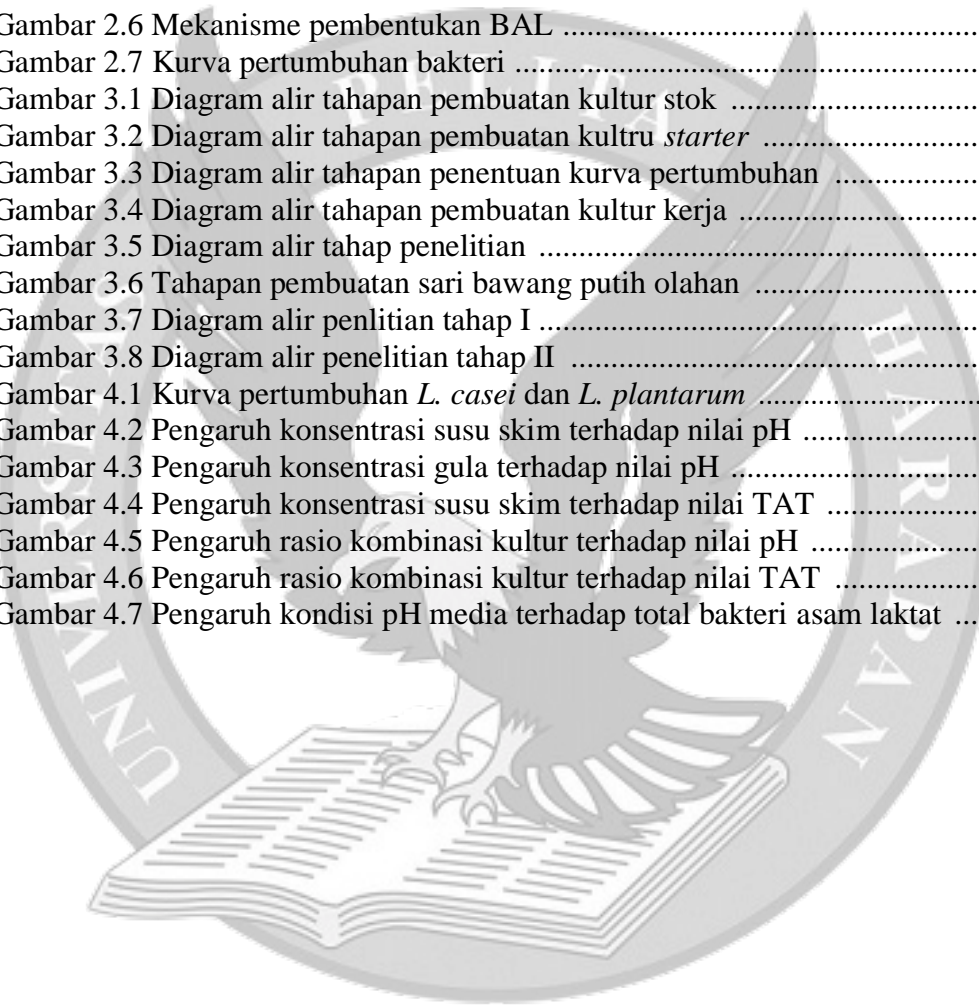 Gambar 2.6 Mekanisme pembentukan BAL ................................................
Gambar 2.7 Kurva pertumbuhan bakteri ......................................................
Gambar 3.1 Diagram alir tahapan pembuatan kultur stok ..............................
Gambar 3.2 Diagram alir tahapan pembuatan kultru starter .........................
Gambar 3.3 Diagram alir tahapan penentuan kurva pertumbuhan ................
Gambar 3.4 Diagram alir tahapan pembuatan kultur kerja ...........................
Gambar 3.5 Diagram alir tahap penelitian ...................................................
Gambar 3.6 Tahapan pembuatan sari bawang putih olahan .........................
Gambar 3.7 Diagram alir penlitian tahap I ...................................................
Gambar 3.8 Diagram alir penelitian tahap II ...............................................
Gambar 4.1 Kurva pertumbuhan L. casei dan L. plantarum ..........................
Gambar 4.2 Pengaruh konsentrasi susu skim terhadap nilai pH ....................
Gambar 4.3 Pengaruh konsentrasi gula terhadap nilai pH .............................
Gambar 4.4 Pengaruh konsentrasi susu skim terhadap nilai TAT .................
Gambar 4.5 Pengaruh rasio kombinasi kultur terhadap nilai pH ...................
Gambar 4.6 Pengaruh rasio kombinasi kultur terhadap nilai TAT ................
Gambar 4.7 Pengaruh kondisi pH media terhadap total bakteri asam laktat ...
UNIVERSITAS PELITA HARAPAN